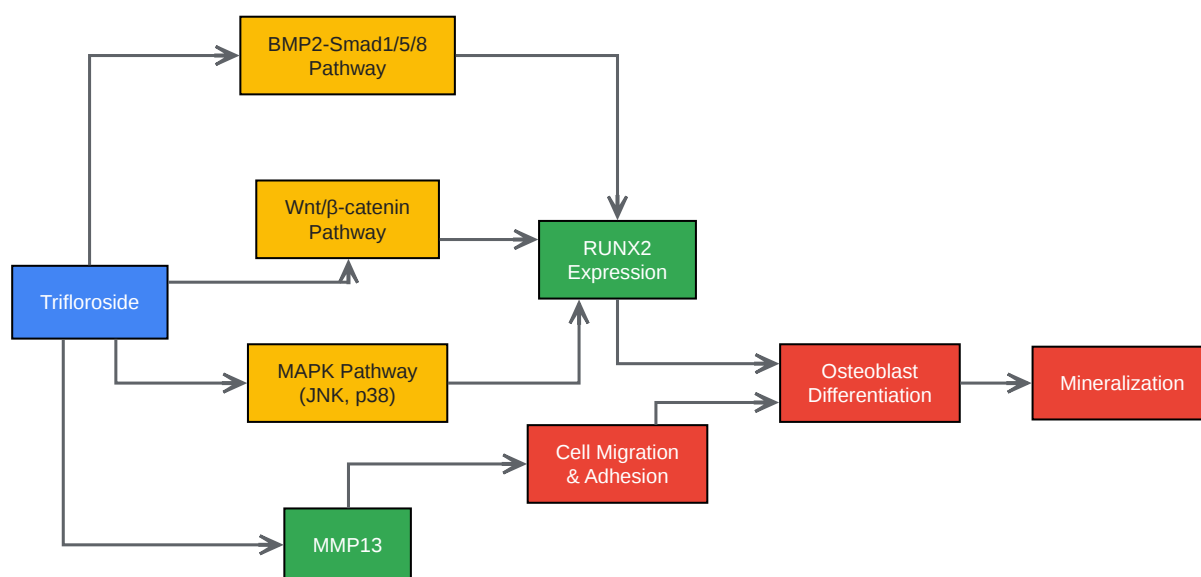 BMP2-Smad1/5/8
Pathway
Wnt/β-catenin
Pathway
RUNX2
Expression
Trifloroside
MAPK Pathway
(JNK, p38)
Osteoblast
Differentiation
Mineralization
Cell Migration
& Adhesion
MMP13